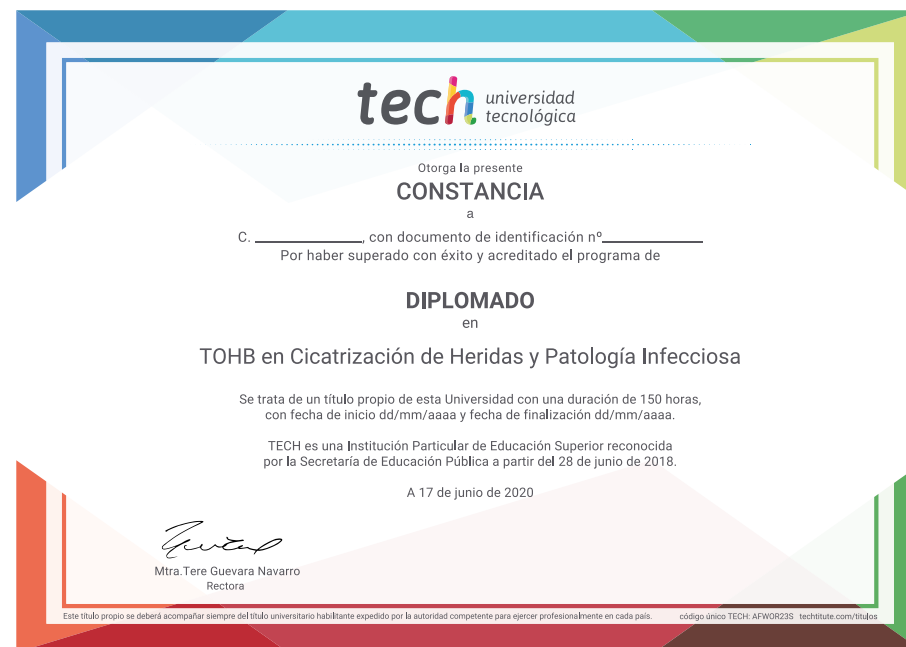 tech universidad
tecnológica
Otorga la presente
CONSTANCIA
a
C. ____________, con documento de identificación nº____________
Por haber superado con éxito y acreditado el programa de
DIPLOMADO
en
TOHB en Cicatrización de Heridas y Patología Infecciosa
Se trata de un título propio de esta Universidad con una duración de 150 horas,
con fecha de inicio dd/mm/aaaa y fecha de finalización dd/mm/aaaa.
TECH es una Institución Particular de Educación Superior reconocida
por la Secretaría de Educación Pública a partir del 28 de junio de 2018.
A 17 de junio de 2020
Mtra.Tere Guevara Navarro
Rectora
Este título propio se deberá acompañar siempre del título universitario habilitante expedido por la autoridad competente para ejercer profesionalmente en cada país. código único TECH: AFWOR23S techtitute.com/titulos